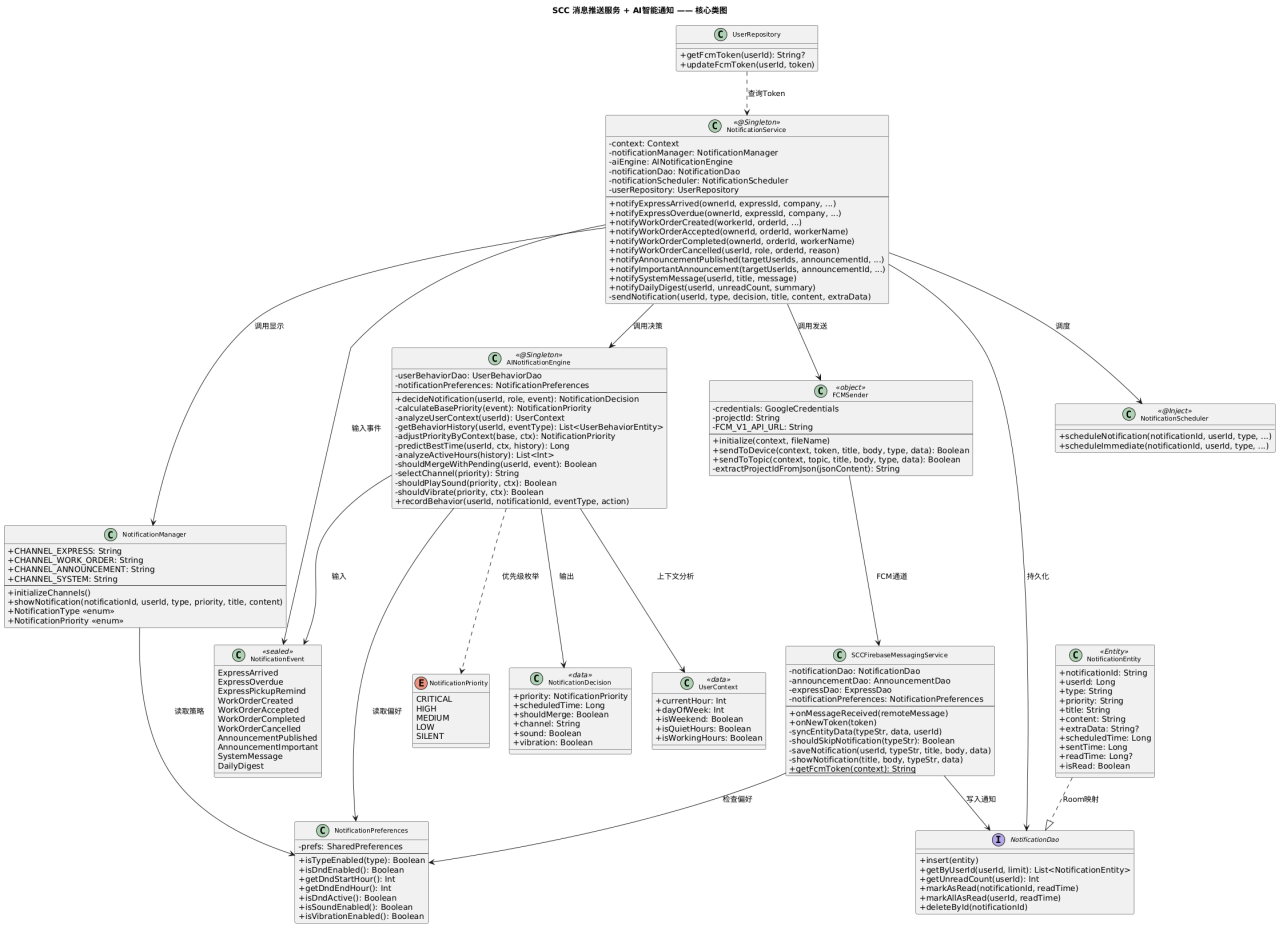 SCC 消息推送服务 + AI智能通知 —— 核心类图
C UserRepository
+getFcmToken(userId): String?
+updateFcmToken(userId, token)
查询Token
«@Singleton»
C NotificationService
-context: Context
-notificationManager: NotificationManager
-aiEngine: AINotificationEngine
-notificationDao: NotificationDao
-notificationScheduler: NotificationScheduler
-userRepository: UserRepository
+notifyExpressArrived(ownerId, expressId, company, ...)
+notifyExpressOverdue(ownerId, expressId, company, ...)
+notifyWorkOrderCreated(workerId, orderId, ...)
+notifyWorkOrderAccepted(ownerId, orderId, workerName)
+notifyWorkOrderCompleted(ownerId, orderId, workerName)
+notifyWorkOrderCancelled(userId, role, orderId, reason)
+notifyAnnouncementPublished(targetUserIds, announcementId, ...)
+notifyImportantAnnouncement(targetUserIds, announcementId, ...)
+notifySystemMessage(userId, title, message)
+notifyDailyDigest(userId, unreadCount, summary)
-sendNotification(userId, type, decision, title, content, extraData)
调用显示
调用决策
调用发送
调度
输入事件
«@Singleton»
C AINotificationEngine
-userBehaviorDao: UserBehaviorDao
-notificationPreferences: NotificationPreferences
+decideNotification(userId, role, event): NotificationDecision
-calculateBasePriority(event): NotificationPriority
-analyzeUserContext(userId): UserContext
-getBehaviorHistory(userId, eventType): List<UserBehaviorEntity>
-adjustPriorityByContext(base, ctx): NotificationPriority
-predictBestTime(userId, ctx, history): Long
-analyzeActiveHours(history): List<Int>
-shouldMergeWithPending(userId, event): Boolean
-selectChannel(priority): String
-shouldPlaySound(priority, ctx): Boolean
-shouldVibrate(priority, ctx): Boolean
+recordBehavior(userId, notificationId, eventType, action)
«object»
C FCMSender
-credentials: GoogleCredentials
-projectId: String
-FCM_V1_API_URL: String
+initialize(context, fileName)
+sendToDevice(context, token, title, body, type, data): Boolean
+sendToTopic(context, topic, title, body, type, data): Boolean
-extractProjectIdFromJson(jsonContent): String
«@Inject»
C NotificationScheduler
+scheduleNotification(notificationId, userId, type, ...)
+scheduleImmediate(notificationId, userId, type, ...)
C NotificationManager
+CHANNEL_EXPRESS: String
+CHANNEL_WORK_ORDER: String
+CHANNEL_ANNOUNCEMENT: String
+CHANNEL_SYSTEM: String
+initializeChannels()
+showNotification(notificationId, userId, type, priority, title, content)
+NotificationType «enum»
+NotificationPriority «enum»
输入
优先级枚举
输出
上下文分析
FCM通道
持久化
«sealed»
C NotificationEvent
ExpressArrived
ExpressOverdue
ExpressPickupRemind
WorkOrderCreated
WorkOrderAccepted
WorkOrderCompleted
WorkOrderCancelled
AnnouncementPublished
AnnouncementImportant
SystemMessage
DailyDigest
读取策略
读取偏好
E NotificationPriority
CRITICAL
HIGH
MEDIUM
LOW
SILENT
«data»
C NotificationDecision
+priority: NotificationPriority
+scheduledTime: Long
+shouldMerge: Boolean
+channel: String
+sound: Boolean
+vibration: Boolean
«data»
C UserContext
+currentHour: Int
+dayOfWeek: Int
+isWeekend: Boolean
+isQuietHours: Boolean
+isWorkingHours: Boolean
C SCCFirebaseMessagingService
-notificationDao: NotificationDao
-announcementDao: AnnouncementDao
-expressDao: ExpressDao
-notificationPreferences: NotificationPreferences
+onMessageReceived(remoteMessage)
+onNewToken(token)
-syncEntityData(typeStr, data, userId)
-shouldSkipNotification(typeStr): Boolean
-saveNotification(userId, typeStr, title, body, data)
-showNotification(title, body, typeStr, data)
+getFcmToken(context): String
«Entity»
C NotificationEntity
+notificationId: String
+userId: Long
+type: String
+priority: String
+title: String
+content: String
+extraData: String?
+scheduledTime: Long
+sentTime: Long
+readTime: Long?
+isRead: Boolean
检查偏好
写入通知
Room映射
C NotificationPreferences
-prefs: SharedPreferences
+isTypeEnabled(type): Boolean
+isDndEnabled(): Boolean
+getDndStartHour(): Int
+getDndEndHour(): Int
+isDndActive(): Boolean
+isSoundEnabled(): Boolean
+isVibrationEnabled(): Boolean
I NotificationDao
+insert(entity)
+getByUserId(userId, limit): List<NotificationEntity>
+getUnreadCount(userId): Int
+markAsRead(notificationId, readTime)
+markAllAsRead(userId, readTime)
+deleteById(notificationId)